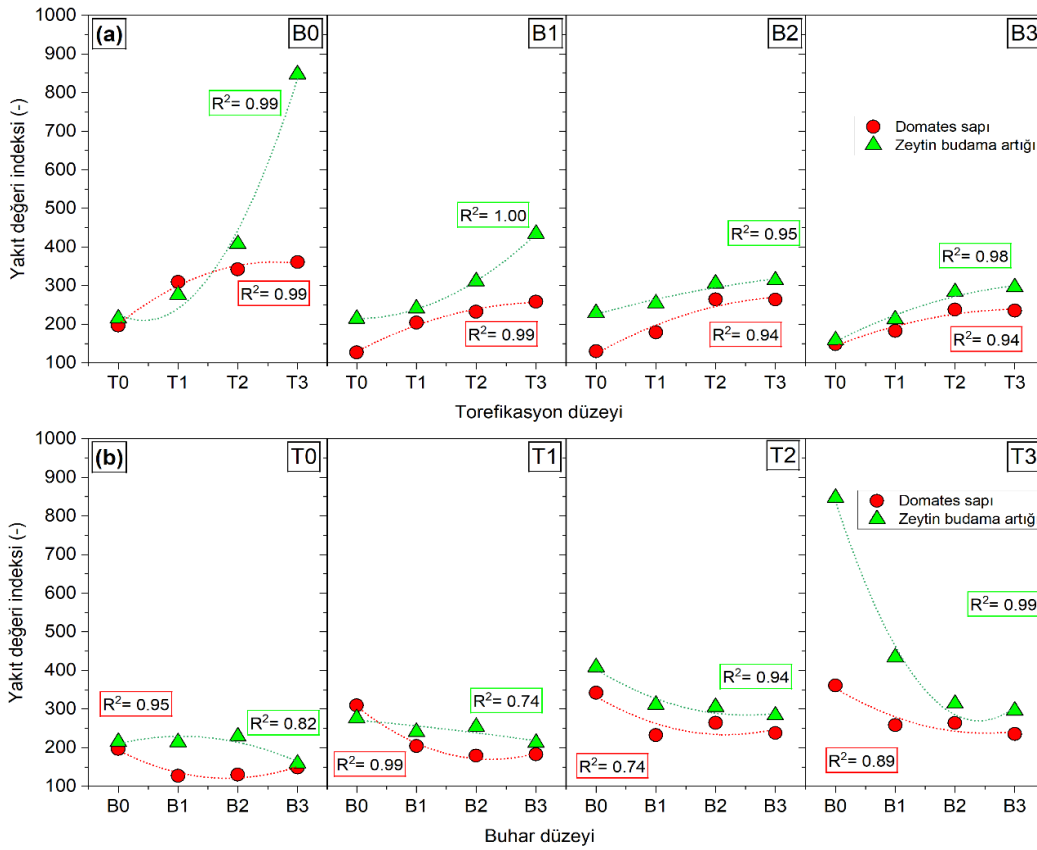 (a) B0 B1 B2 B3
1000
900
800
700
600
500
400
300
200
100
Yakıt değeri indeksi (-)
R²= 0.99
R²= 0.99
R²= 1.00
R²= 0.99
R²= 0.95
R²= 0.94
Domates sapı
Zeytin budama artığı
R²= 0.98
R²= 0.94
T0 T1 T2 T3 T0 T1 T2 T3 T0 T1 T2 T3 T0 T1 T2 T3
Torefikasyon düzeyi
(b) T0 T1 T2 T3
1000
900
800
700
600
500
400
300
200
100
Yakıt değeri indeksi (-)
R²= 0.95
R²= 0.82
R²= 0.74
R²= 0.99
R²= 0.94
R²= 0.74
Domates sapı
Zeytin budama artığı
R²= 0.99
R²= 0.89
B0 B1 B2 B3 B0 B1 B2 B3 B0 B1 B2 B3 B0 B1 B2 B3
Buhar düzeyi